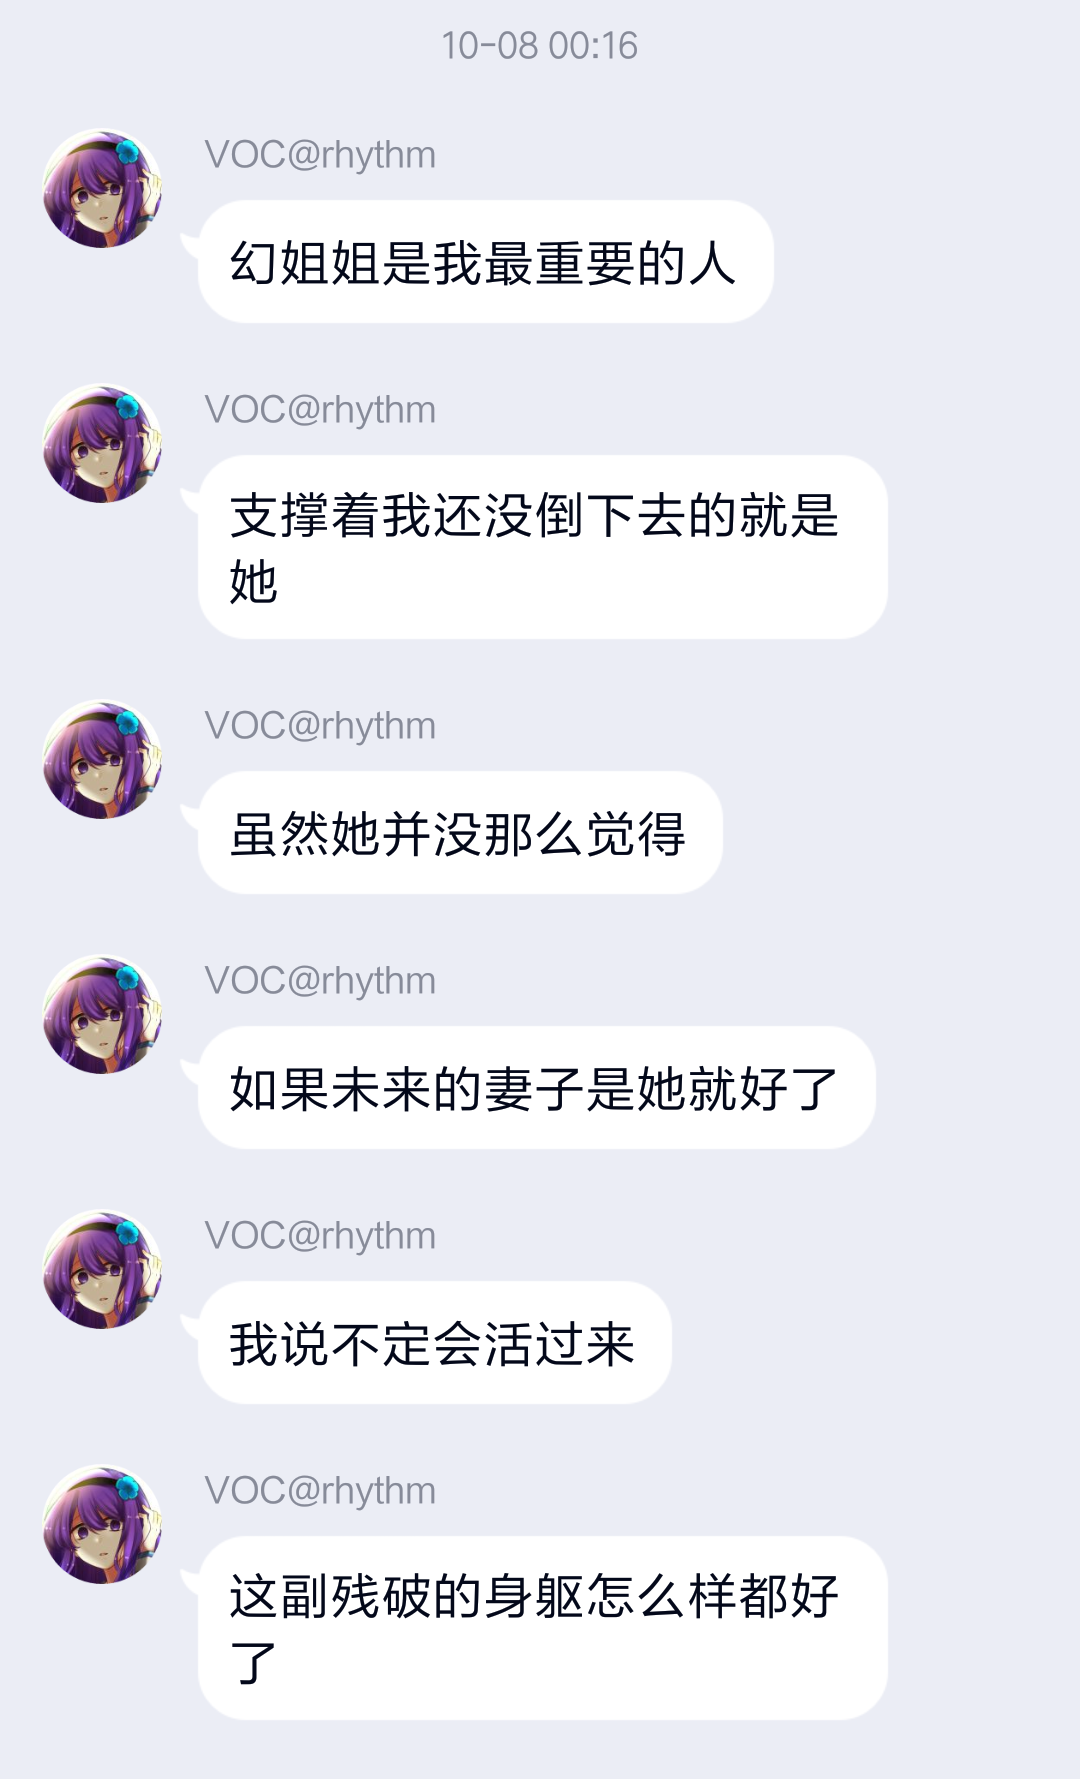 10-08 00:16
VOC@rhythm
幻姐姐是我最重要的人
VOC@rhythm
支撑着我还没倒下去的就是
她
VOC@rhythm
虽然她并没那么觉得
VOC@rhythm
如果未来的妻子是她就好了
VOC@rhythm
我说不定会活过来
VOC@rhythm
这副残破的身躯怎么样都好
了